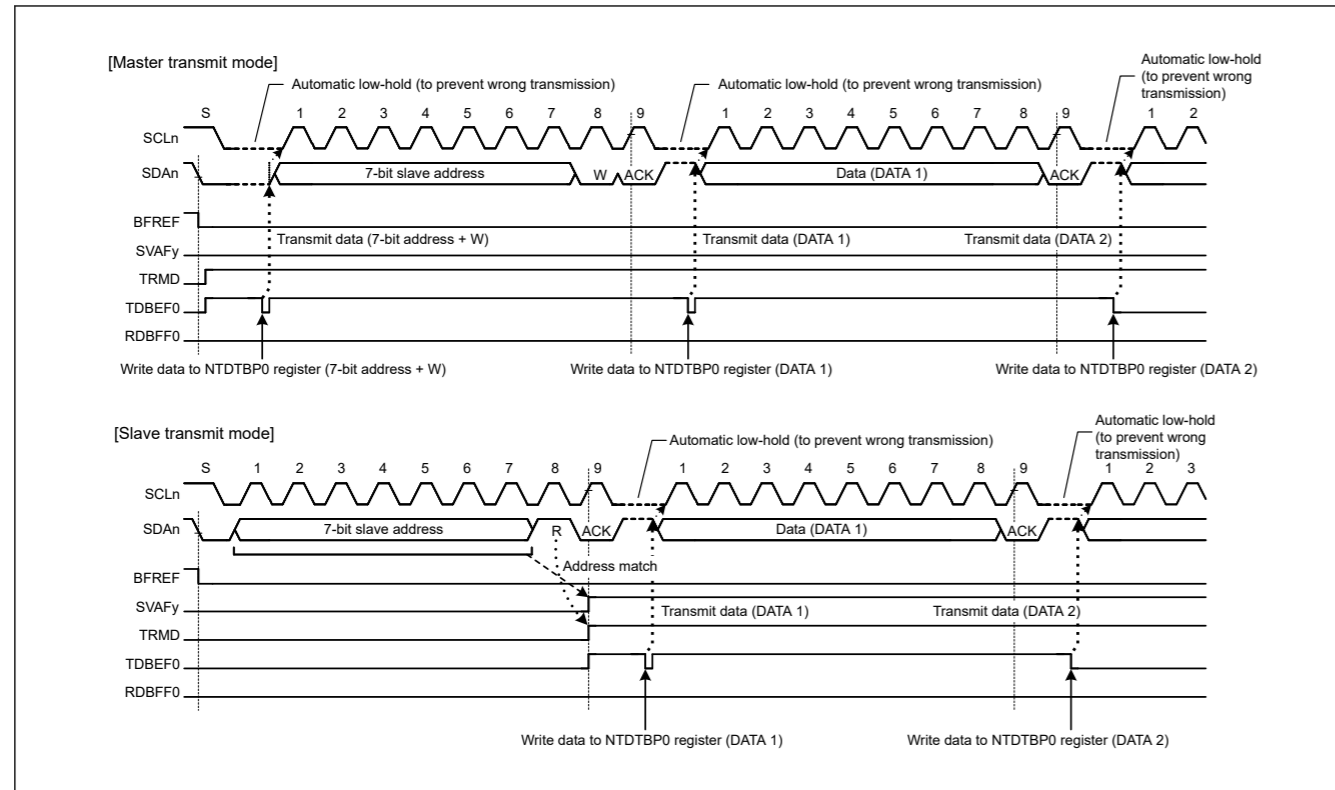 [Master transmit mode]
Automatic low-hold (to prevent wrong transmission)
Automatic low-hold (to prevent wrong transmission)
Automatic low-hold
(to prevent wrong
transmission)
S 1 2 3 4 5 6 7 8 9 1 2 3 4 5 6 7 8 9 1 2
SCLn
SDAn 7-bit slave address W ACK Data (DATA 1) ACK
BFREF
Transmit data (7-bit address + W) Transmit data (DATA 1) Transmit data (DATA 2)
SVAFy
TRMD
TDBEF0
RDBFF0
Write data to NTDTBP0 register (7-bit address + W) Write data to NTDTBP0 register (DATA 1) Write data to NTDTBP0 register (DATA 2)
[Slave transmit mode]
Automatic low-hold (to prevent wrong transmission)
Automatic low-hold
(to prevent wrong
transmission)
S 1 2 3 4 5 6 7 8 9 1 2 3 4 5 6 7 8 9 1 2 3
SCLn
SDAn 7-bit slave address R ACK Data (DATA 1) ACK
Address match
BFREF
SVAFy Transmit data (DATA 1) Transmit data (DATA 2)
TRMD
TDBEF0
RDBFF0
Write data to NTDTBP0 register (DATA 1) Write data to NTDTBP0 register (DATA 2)